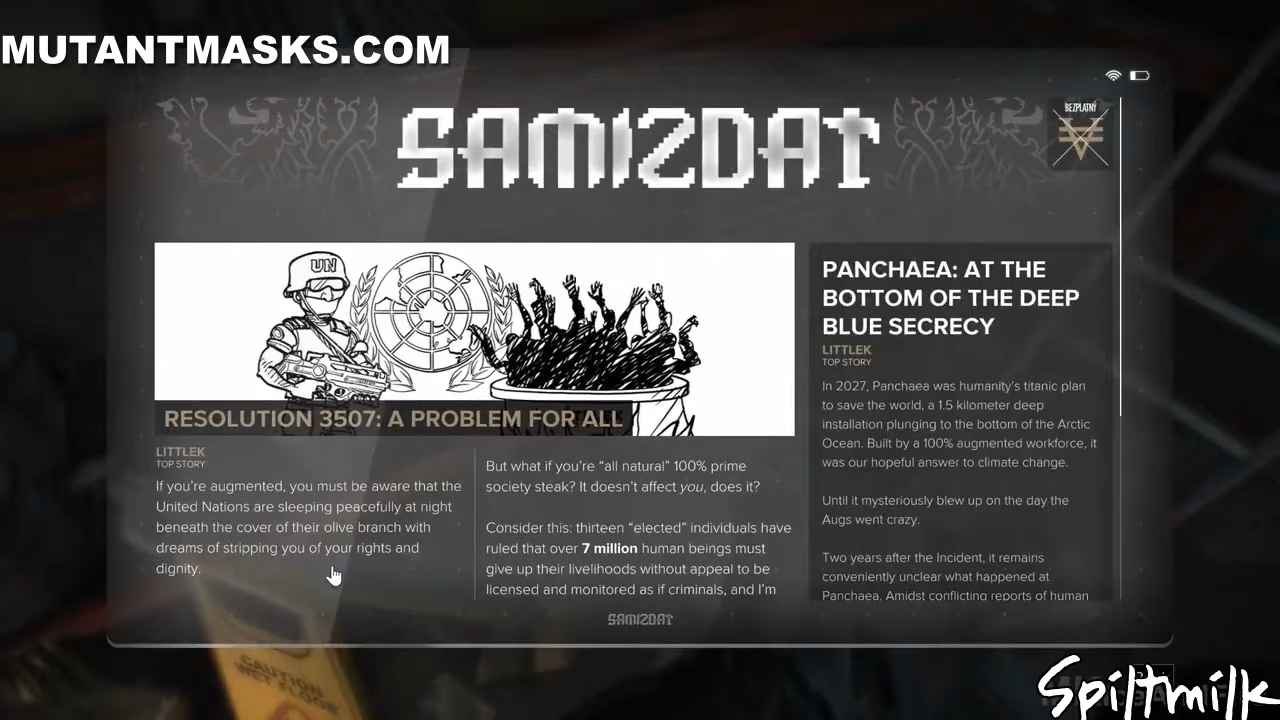 MUTANTMASKS.COM
SAMIZDAT
BEZPLATNÝ
UN
RESOLUTION 3507: A PROBLEM FOR ALL
LITTLEK
TOP STORY
If you're augmented, you must be aware that the
United Nations are sleeping peacefully at night
beneath the cover of their olive branch with
dreams of stripping you of your rights and
dignity.
But what if you're “all natural” 100% prime
society steak? It doesn't affect you, does it?
Consider this: thirteen “elected” individuals have
ruled that over 7 million human beings must
give up their livelihoods without appeal to be
licensed and monitored as if criminals, and I'm
PANCHAEA: AT THE
BOTTOM OF THE DEEP
BLUE SECRECY
LITTLEK
TOP STORY
In 2027, Panchaea was humanity's titanic plan
to save the world, a 1.5 kilometer deep
installation plunging to the bottom of the Arctic
Ocean. Built by a 100% augmented workforce, it
was our hopeful answer to climate change.
Until it mysteriously blew up on the day the
Augs went crazy.
Two years after the Incident, it remains
conveniently unclear what happened at
Panchaea. Amidst conflicting reports of human
SAMIZDAT
CAUTION
WET FLOOR
Spiltmilk